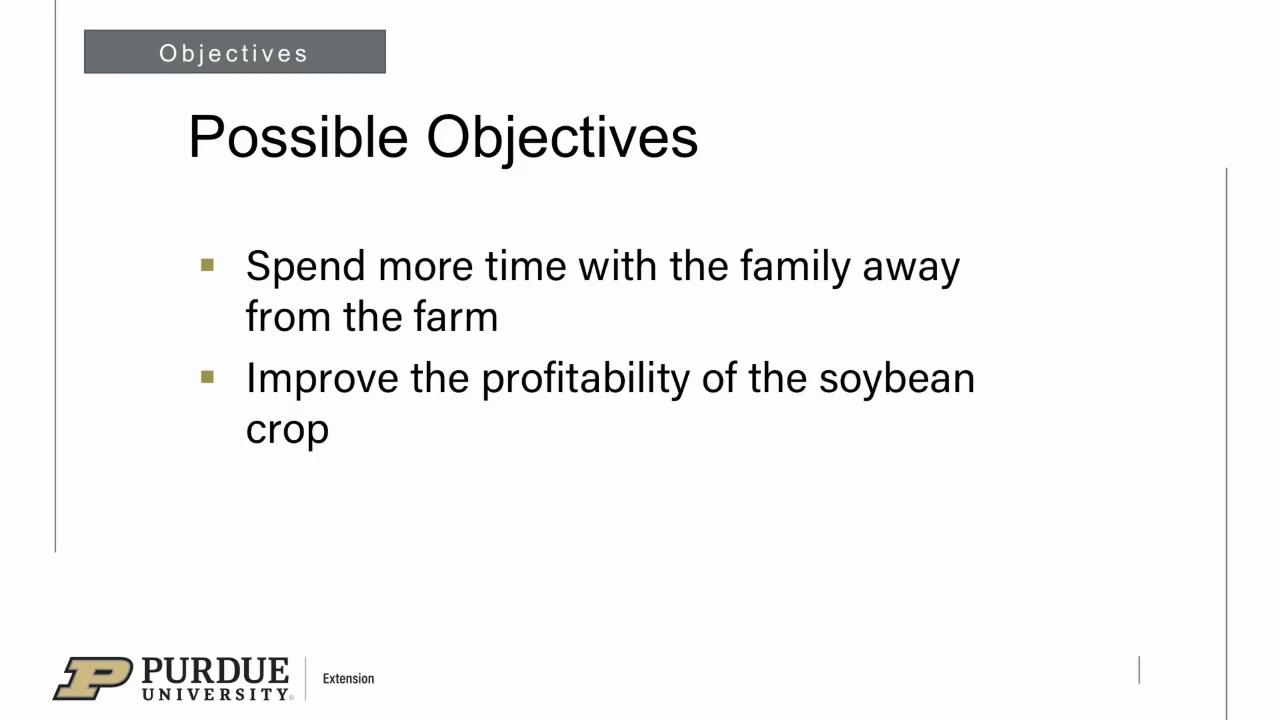 Objectives
Possible Objectives
Spend more time with the family away
from the farm
Improve the profitability of the soybean
crop
PURDUE
UNIVERSITY®
Extension